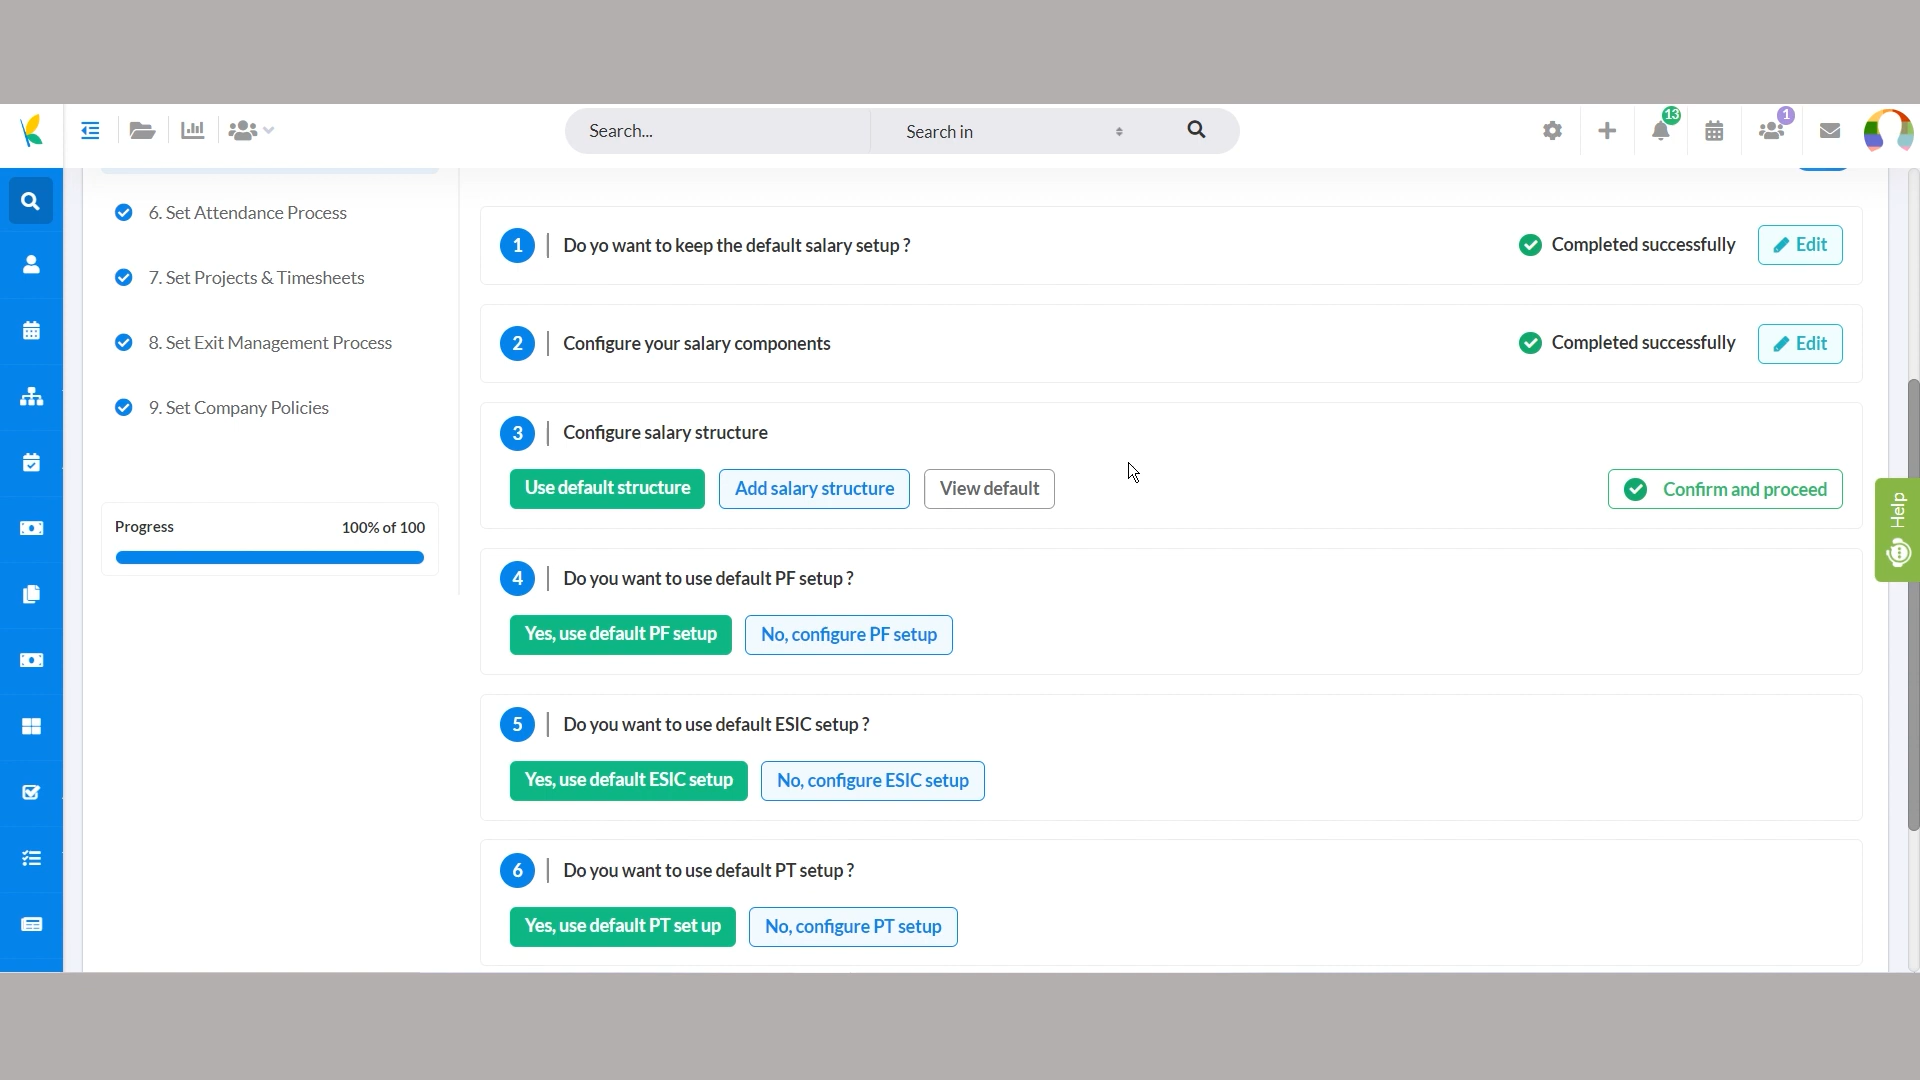 Search...
Search in
13
1
6. Set Attendance Process
7. Set Projects & Timesheets
8. Set Exit Management Process
9. Set Company Policies
Progress
100% of 100
1
Do yo want to keep the default salary setup ?
Completed successfully
Edit
2
Configure your salary components
Completed successfully
Edit
3
Configure salary structure
Use default structure
Add salary structure
View default
Confirm and proceed
4
Do you want to use default PF setup ?
Yes, use default PF setup
No, configure PF setup
5
Do you want to use default ESIC setup ?
Yes, use default ESIC setup
No, configure ESIC setup
6
Do you want to use default PT setup ?
Yes, use default PT set up
No, configure PT setup
Help